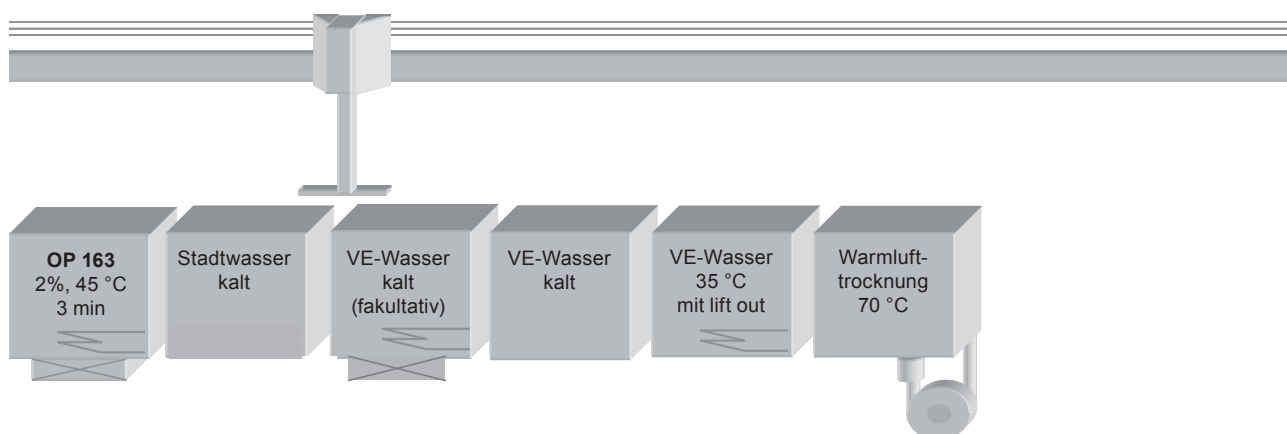 OP 163
2%, 45 °C
3 min
Stadtwasser
kalt
VE-Wasser
kalt
(fakultativ)
VE-Wasser
kalt
VE-Wasser
35 °C
mit lift out
Warmluft-
trocknung
70 °C